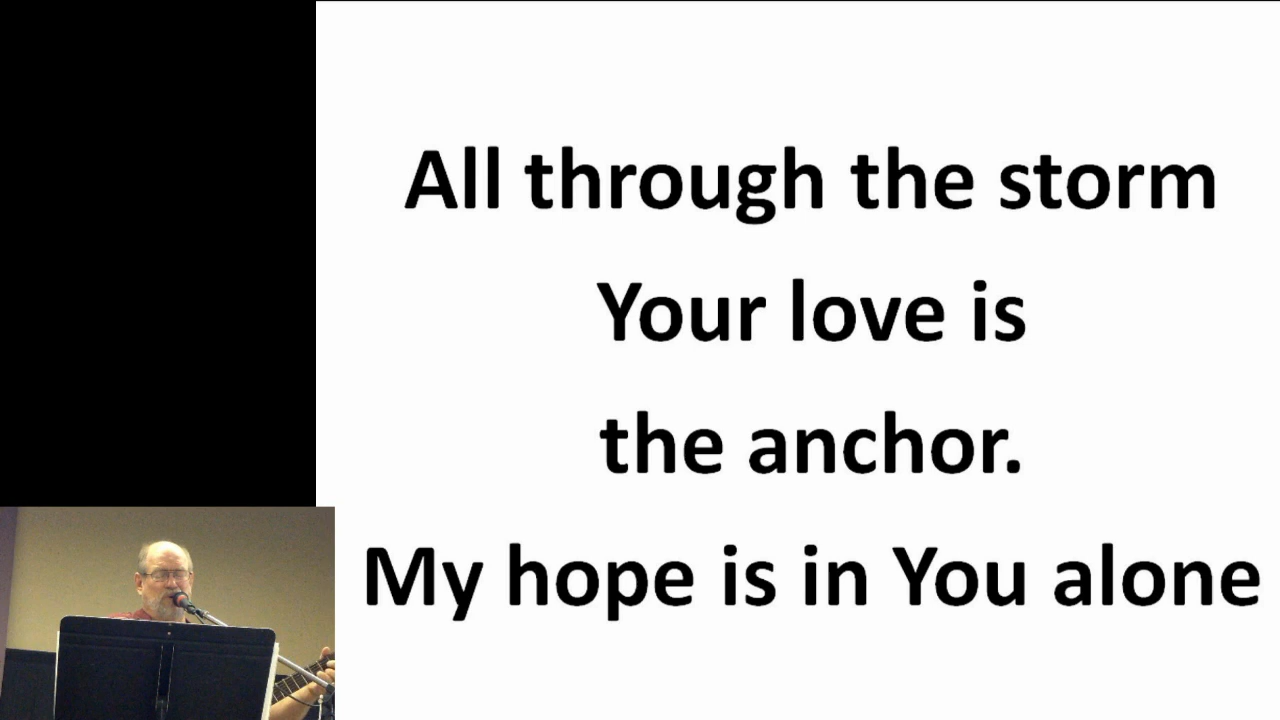 All through the storm
Your love is
the anchor.
My hope is in You alone